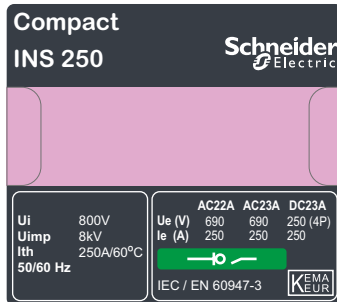 Compact
INS 250
Schneider
Electric
Ui 800V
Uimp 8kV
Ith 250A/60°C
50/60 Hz
AC22A AC23A DC23A
Ue (V) 690 690 250 (4P)
Ie (A) 250 250 250
IEC / EN 60947-3
KEMA
EUR